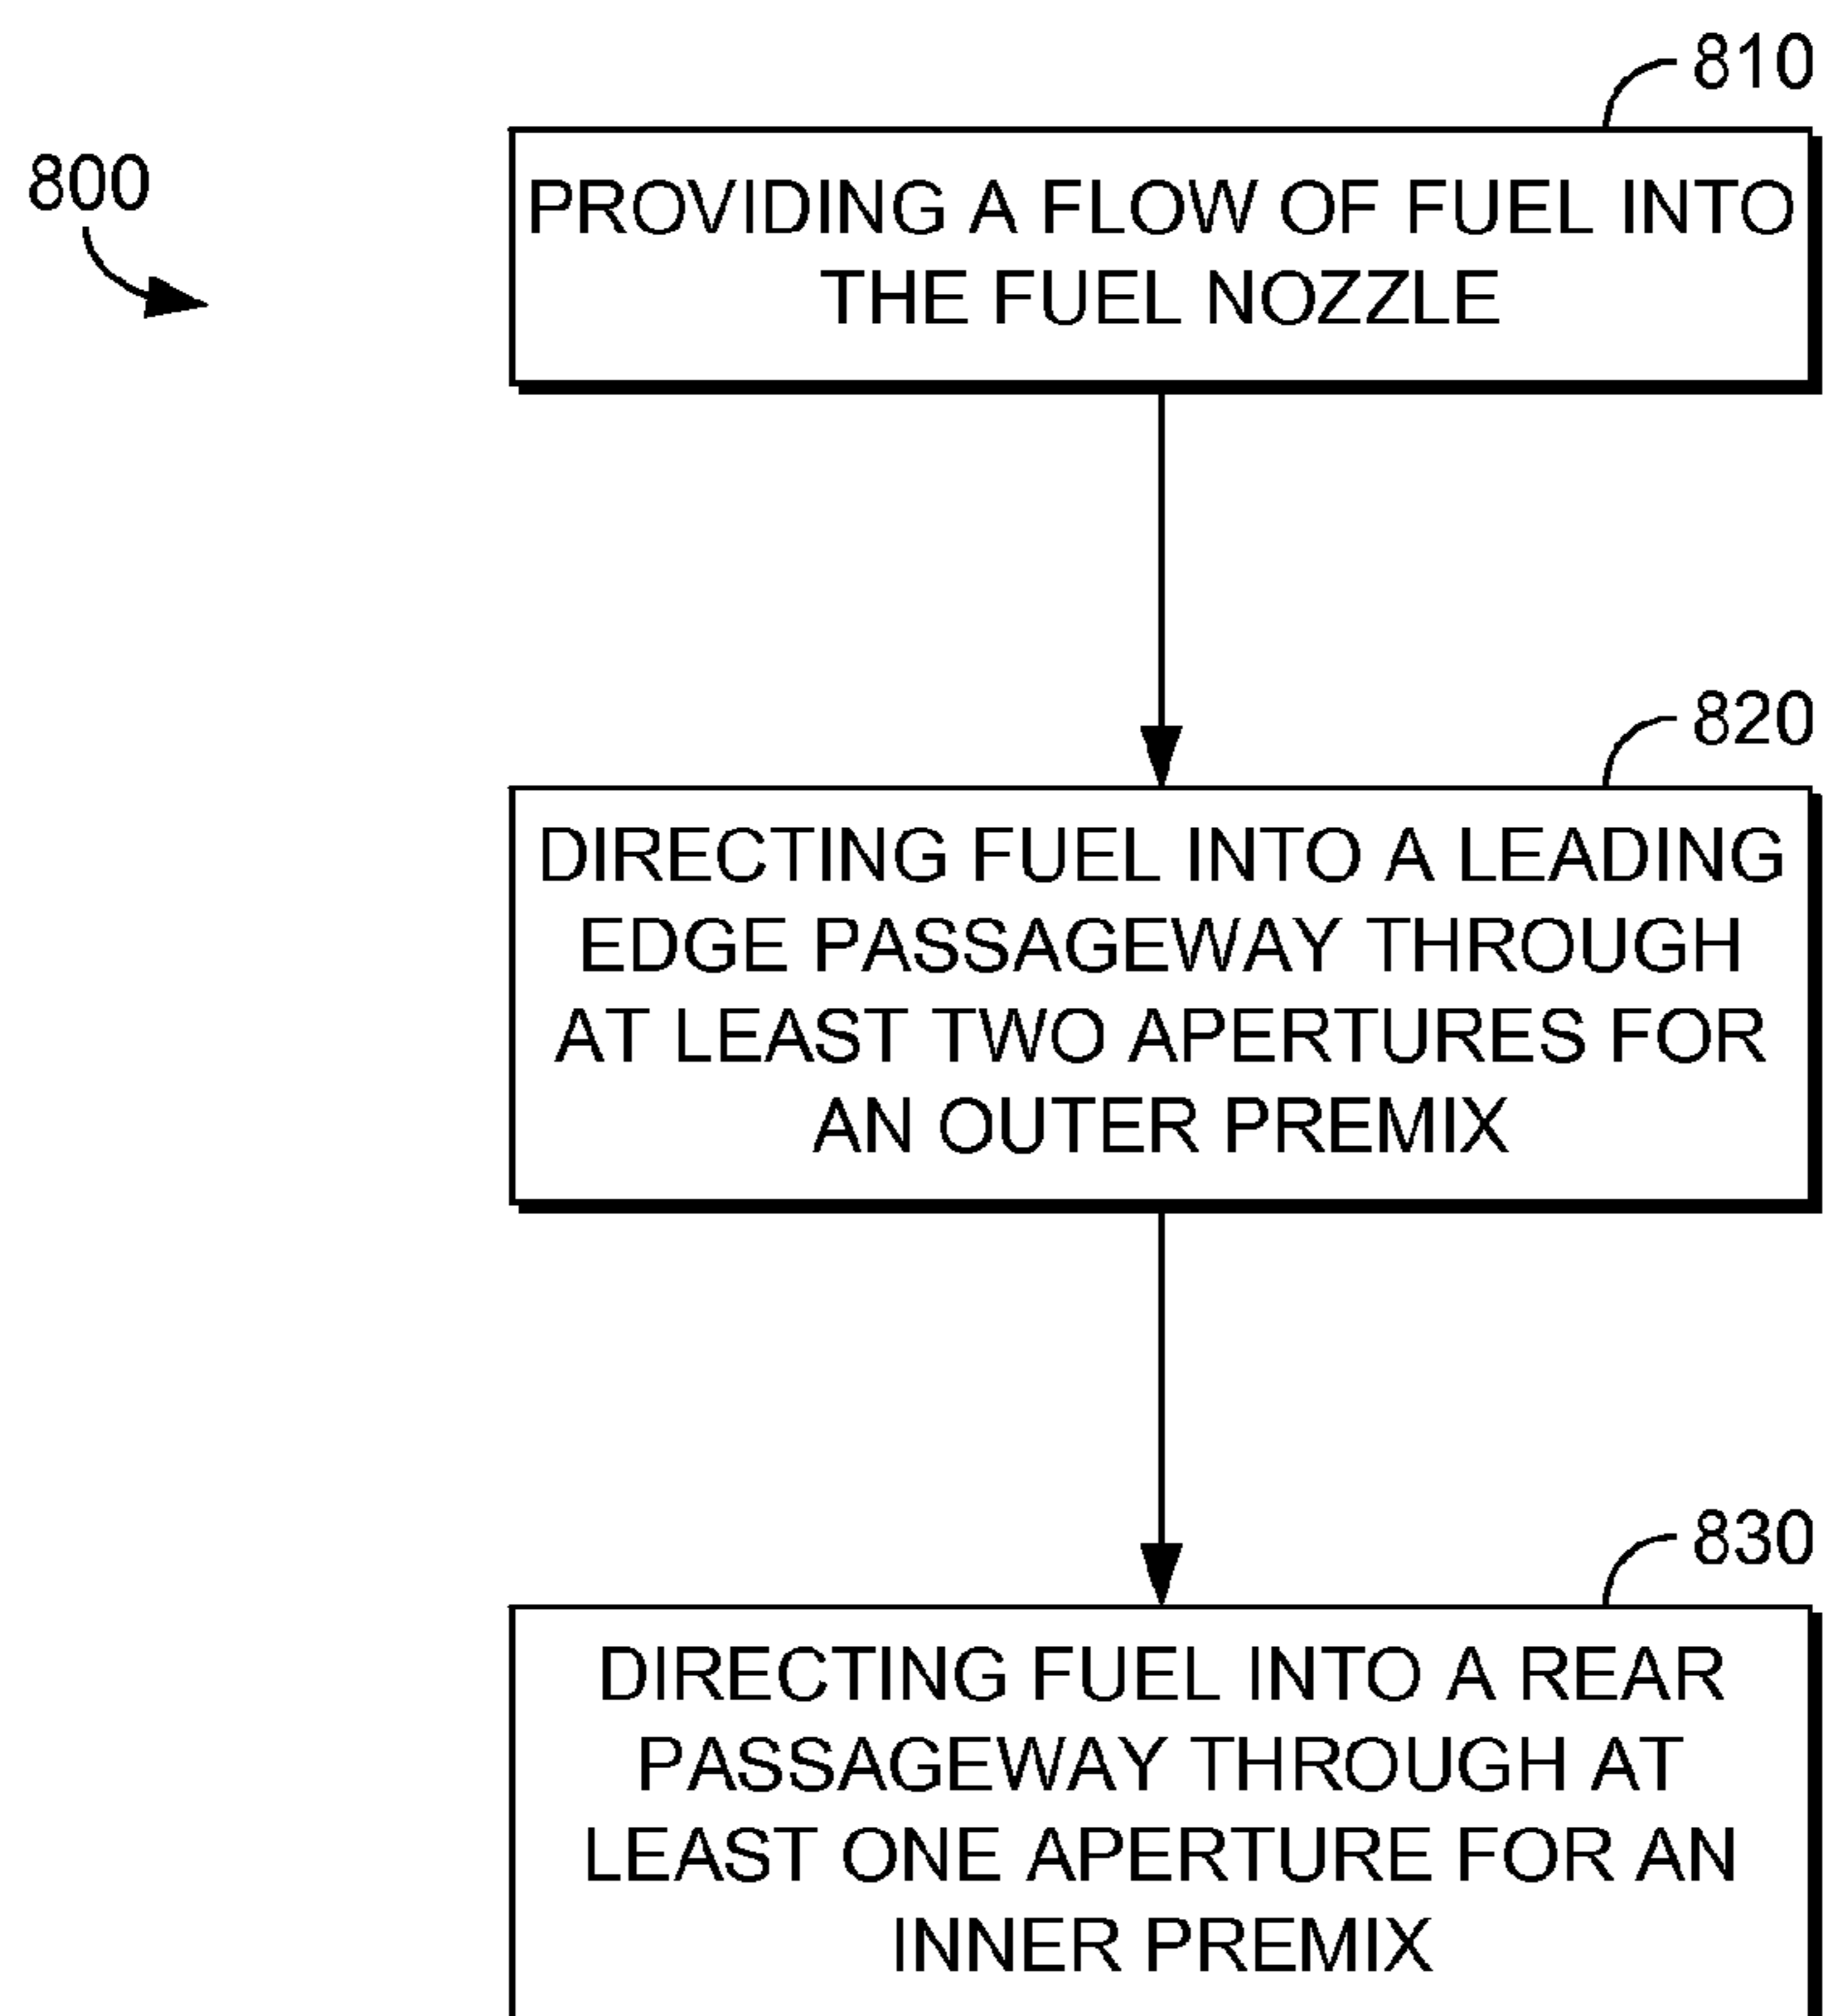 810
800
PROVIDING A FLOW OF FUEL INTO
THE FUEL NOZZLE
820
DIRECTING FUEL INTO A LEADING
EDGE PASSAGEWAY THROUGH
AT LEAST TWO APERTURES FOR
AN OUTER PREMIX
830
DIRECTING FUEL INTO A REAR
PASSAGEWAY THROUGH AT
LEAST ONE APERTURE FOR AN
INNER PREMIX